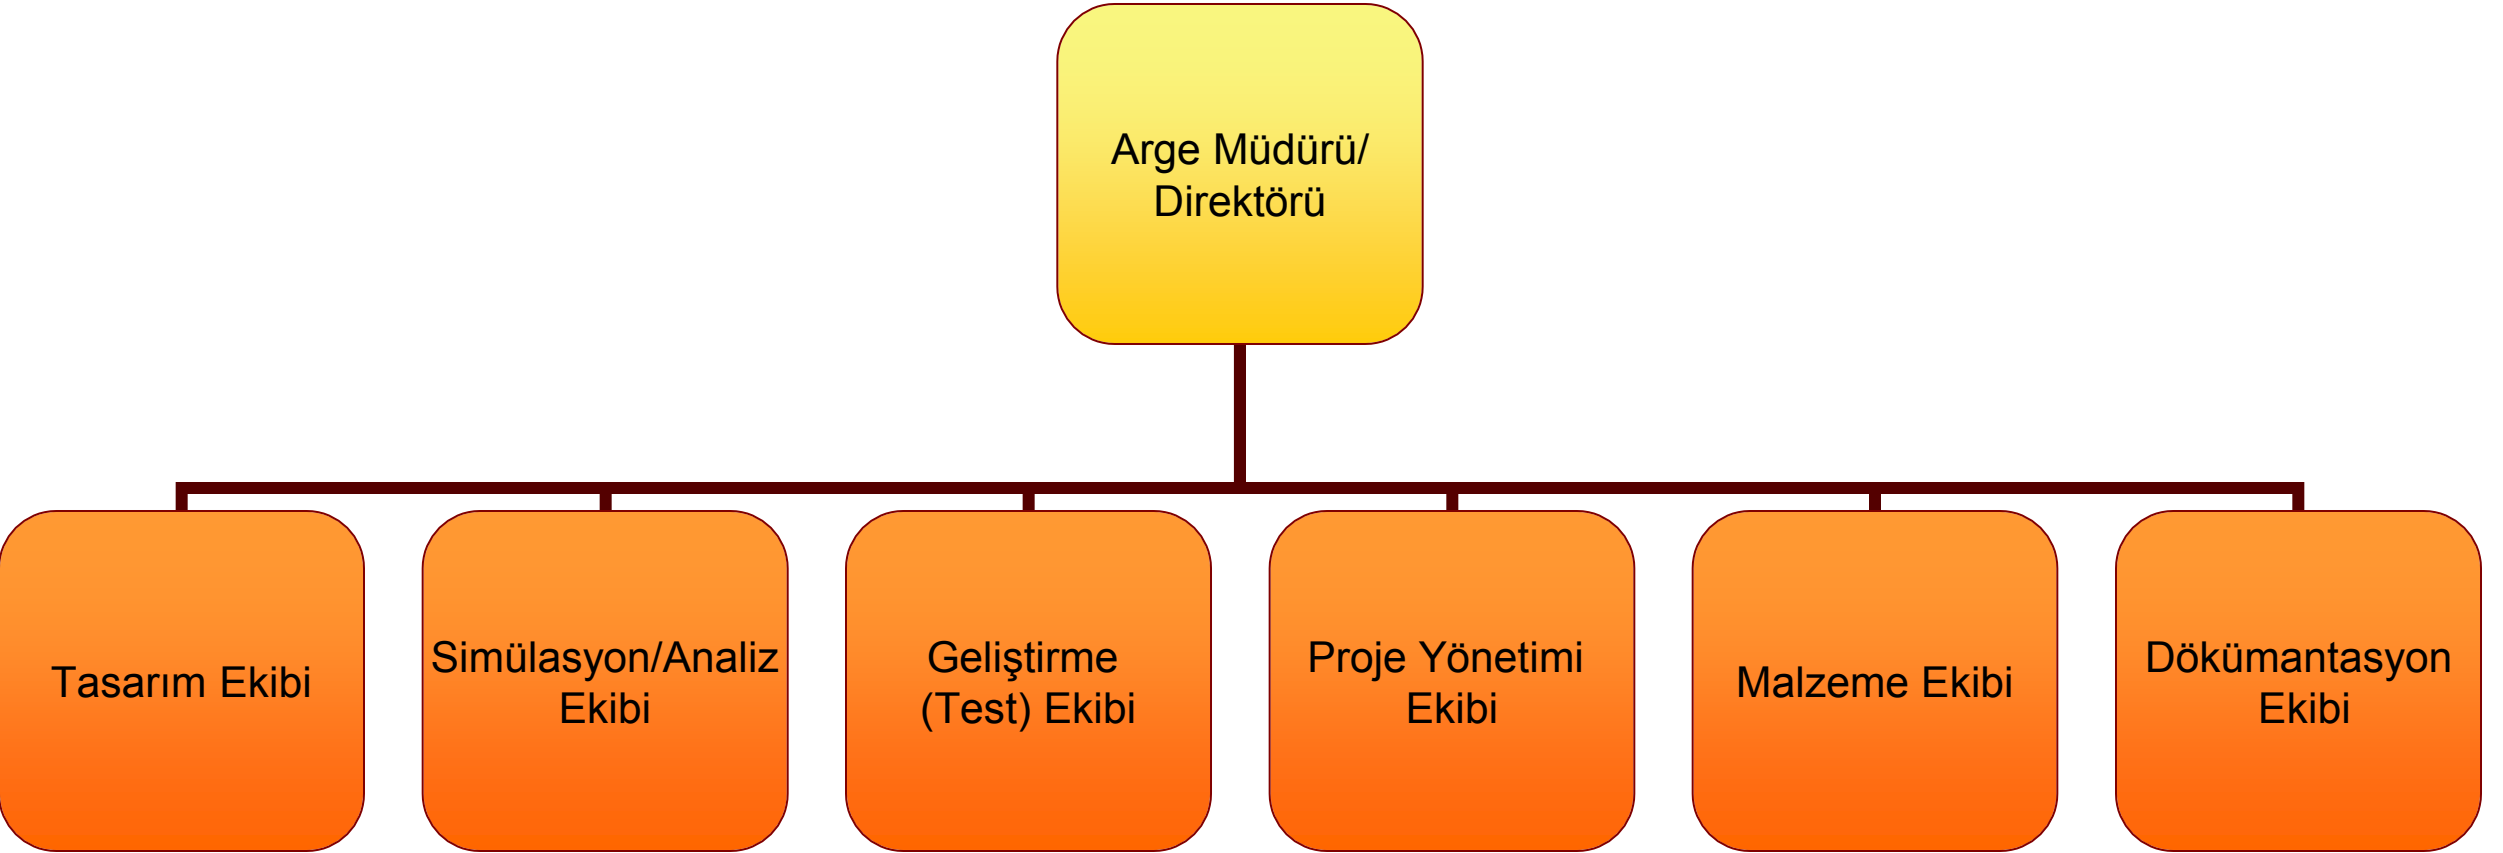 Arge Müdürü/
Direktörü
Tasarım Ekibi
Simülasyon/Analiz
Ekibi
Geliştirme
(Test) Ekibi
Proje Yönetimi
Ekibi
Malzeme Ekibi
Dökümantasyon
Ekibi